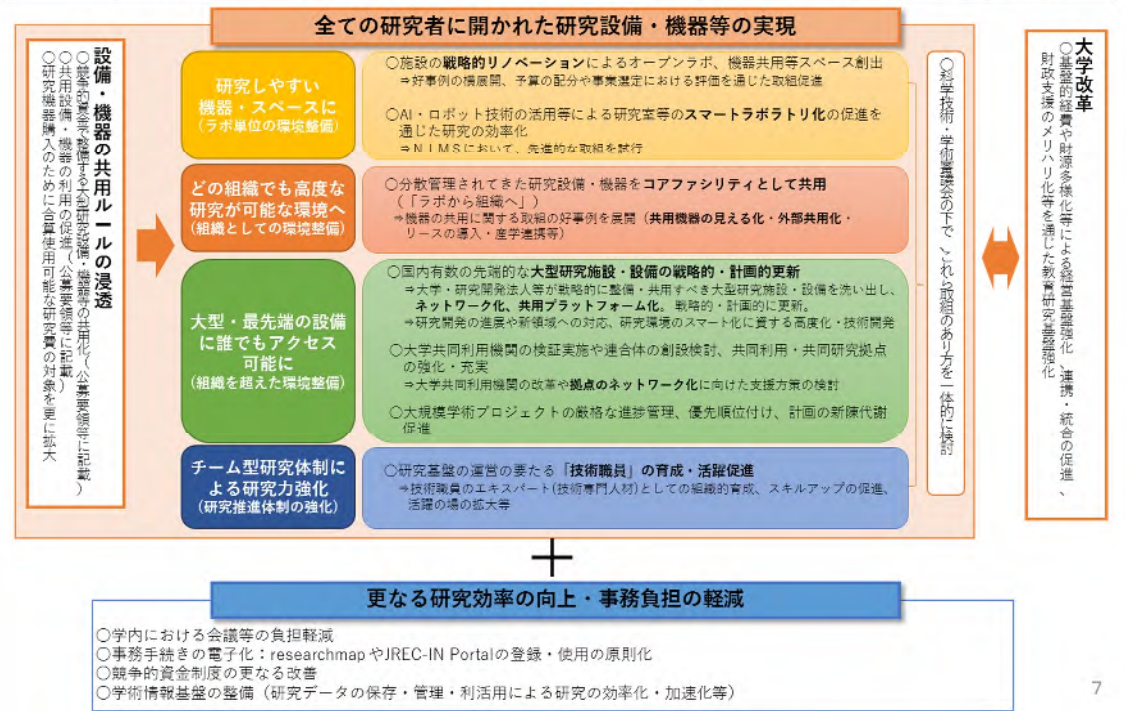 全ての研究者に開かれた研究設備・機器等の実現
設備・機器の共用ルールの浸透
○競争的資金で整備する大型研究設備・機器等の共用化(公募要領等に記載)
○共用設備・機器の利用の促進(公募要領等に記載)
○研究機器購入のために合算使用可能な研究費の対象を更に拡大
研究しやすい
機器・スペースに
(ラボ単位の環境整備)
○施設の戦略的リノベーションによるオープンラボ、機器共用等スペース創出
⇒好事例の横展開、予算の配分や事業選定における評価を通じた取組促進
○AI・ロボット技術の活用等による研究室等のスマートラボラトリ化の促進を
通じた研究の効率化
⇒NIMSにおいて、先進的な取組を試行
どの組織でも高度な
研究が可能な環境へ
(組織としての環境整備)
○分散管理されてきた研究設備・機器をコアファシリティとして共用
(「ラボから組織へ」)
⇒機器の共用に関する取組の好事例を展開(共用機器の見える化・外部共用化・
リースの導入・産学連携等)
大型・最先端の設備
に誰でもアクセス
可能に
(組織を超えた環境整備)
○国内有数の先端的な大型研究施設・設備の戦略的・計画的更新
⇒大学・研究開発法人等が戦略的に整備・共用すべき大型研究施設・設備を洗い出し、
ネットワーク化、共用プラットフォーム化。戦略的・計画的に更新。
⇒研究開発の進展や新領域への対応、研究環境のスマート化に資する高度化・技術開発
○大学共同利用機関の検証実施や連合体の創設検討、共同利用・共同研究拠点
の強化・充実
⇒大学共同利用機関の改革や拠点のネットワーク化に向けた支援方策の検討
○大規模学術プロジェクトの厳格な進捗管理、優先順位付け、計画の新陳代謝
促進
チーム型研究体制に
よる研究力強化
(研究推進体制の強化)
○研究基盤の運営の要たる「技術職員」の育成・活躍促進
⇒技術職員のエキスパート(技術専門人材)としての組織的育成、スキルアップの促進、
活躍の場の拡大等
○科学技術・学術審議会の下で、これら取組のあり方を一体的に検討
大学改革
○基盤的経費や財源多様化等による経営基盤強化、連携・統合の促進、
財政支援のメリハリ化等を通じた教育研究基盤強化
+
更なる研究効率の向上・事務負担の軽減
○学内における会議等の負担軽減
○事務手続きの電子化：researchmapやJREC-IN Portalの登録・使用の原則化
○競争的資金制度の更なる改善
○学術情報基盤の整備（研究データの保存・管理・利活用による研究の効率化・加速化等）
7